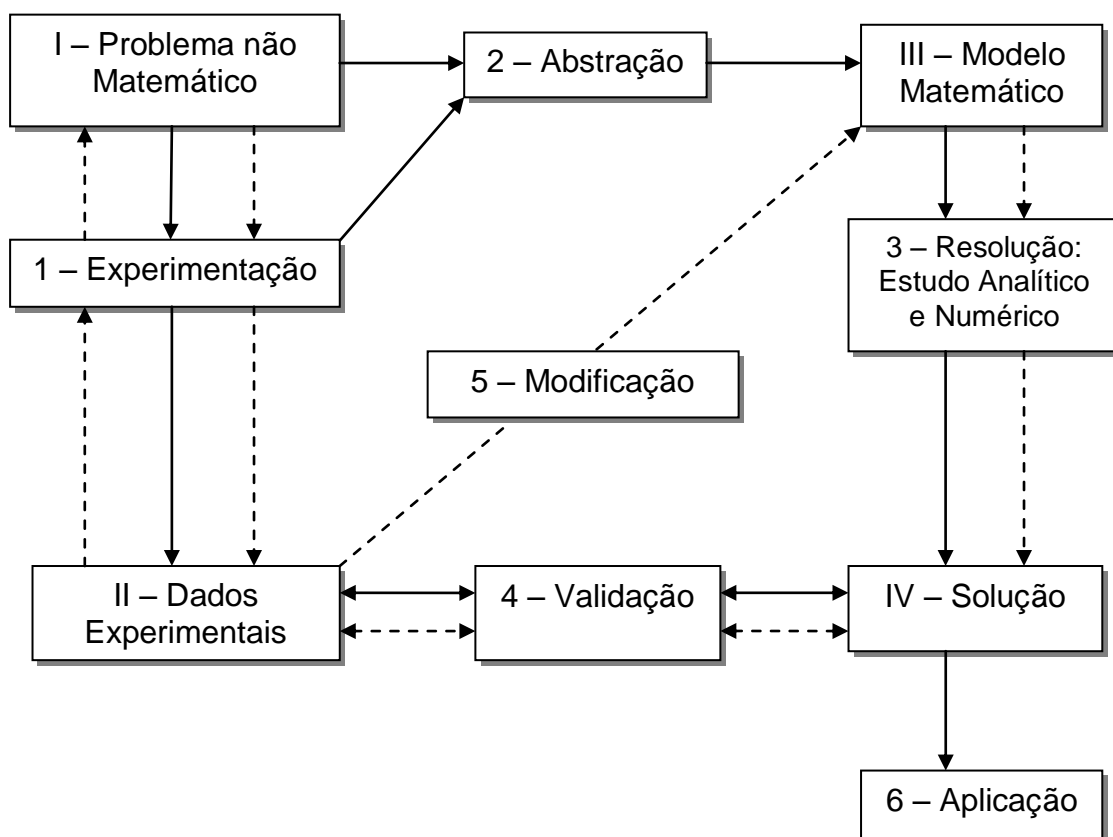 I – Problema não
Matemático
2 – Abstração
III – Modelo
Matemático
1 – Experimentação
3 – Resolução:
Estudo Analítico
e Numérico
5 – Modificação
II – Dados
Experimentais
4 – Validação
IV – Solução
6 – Aplicação